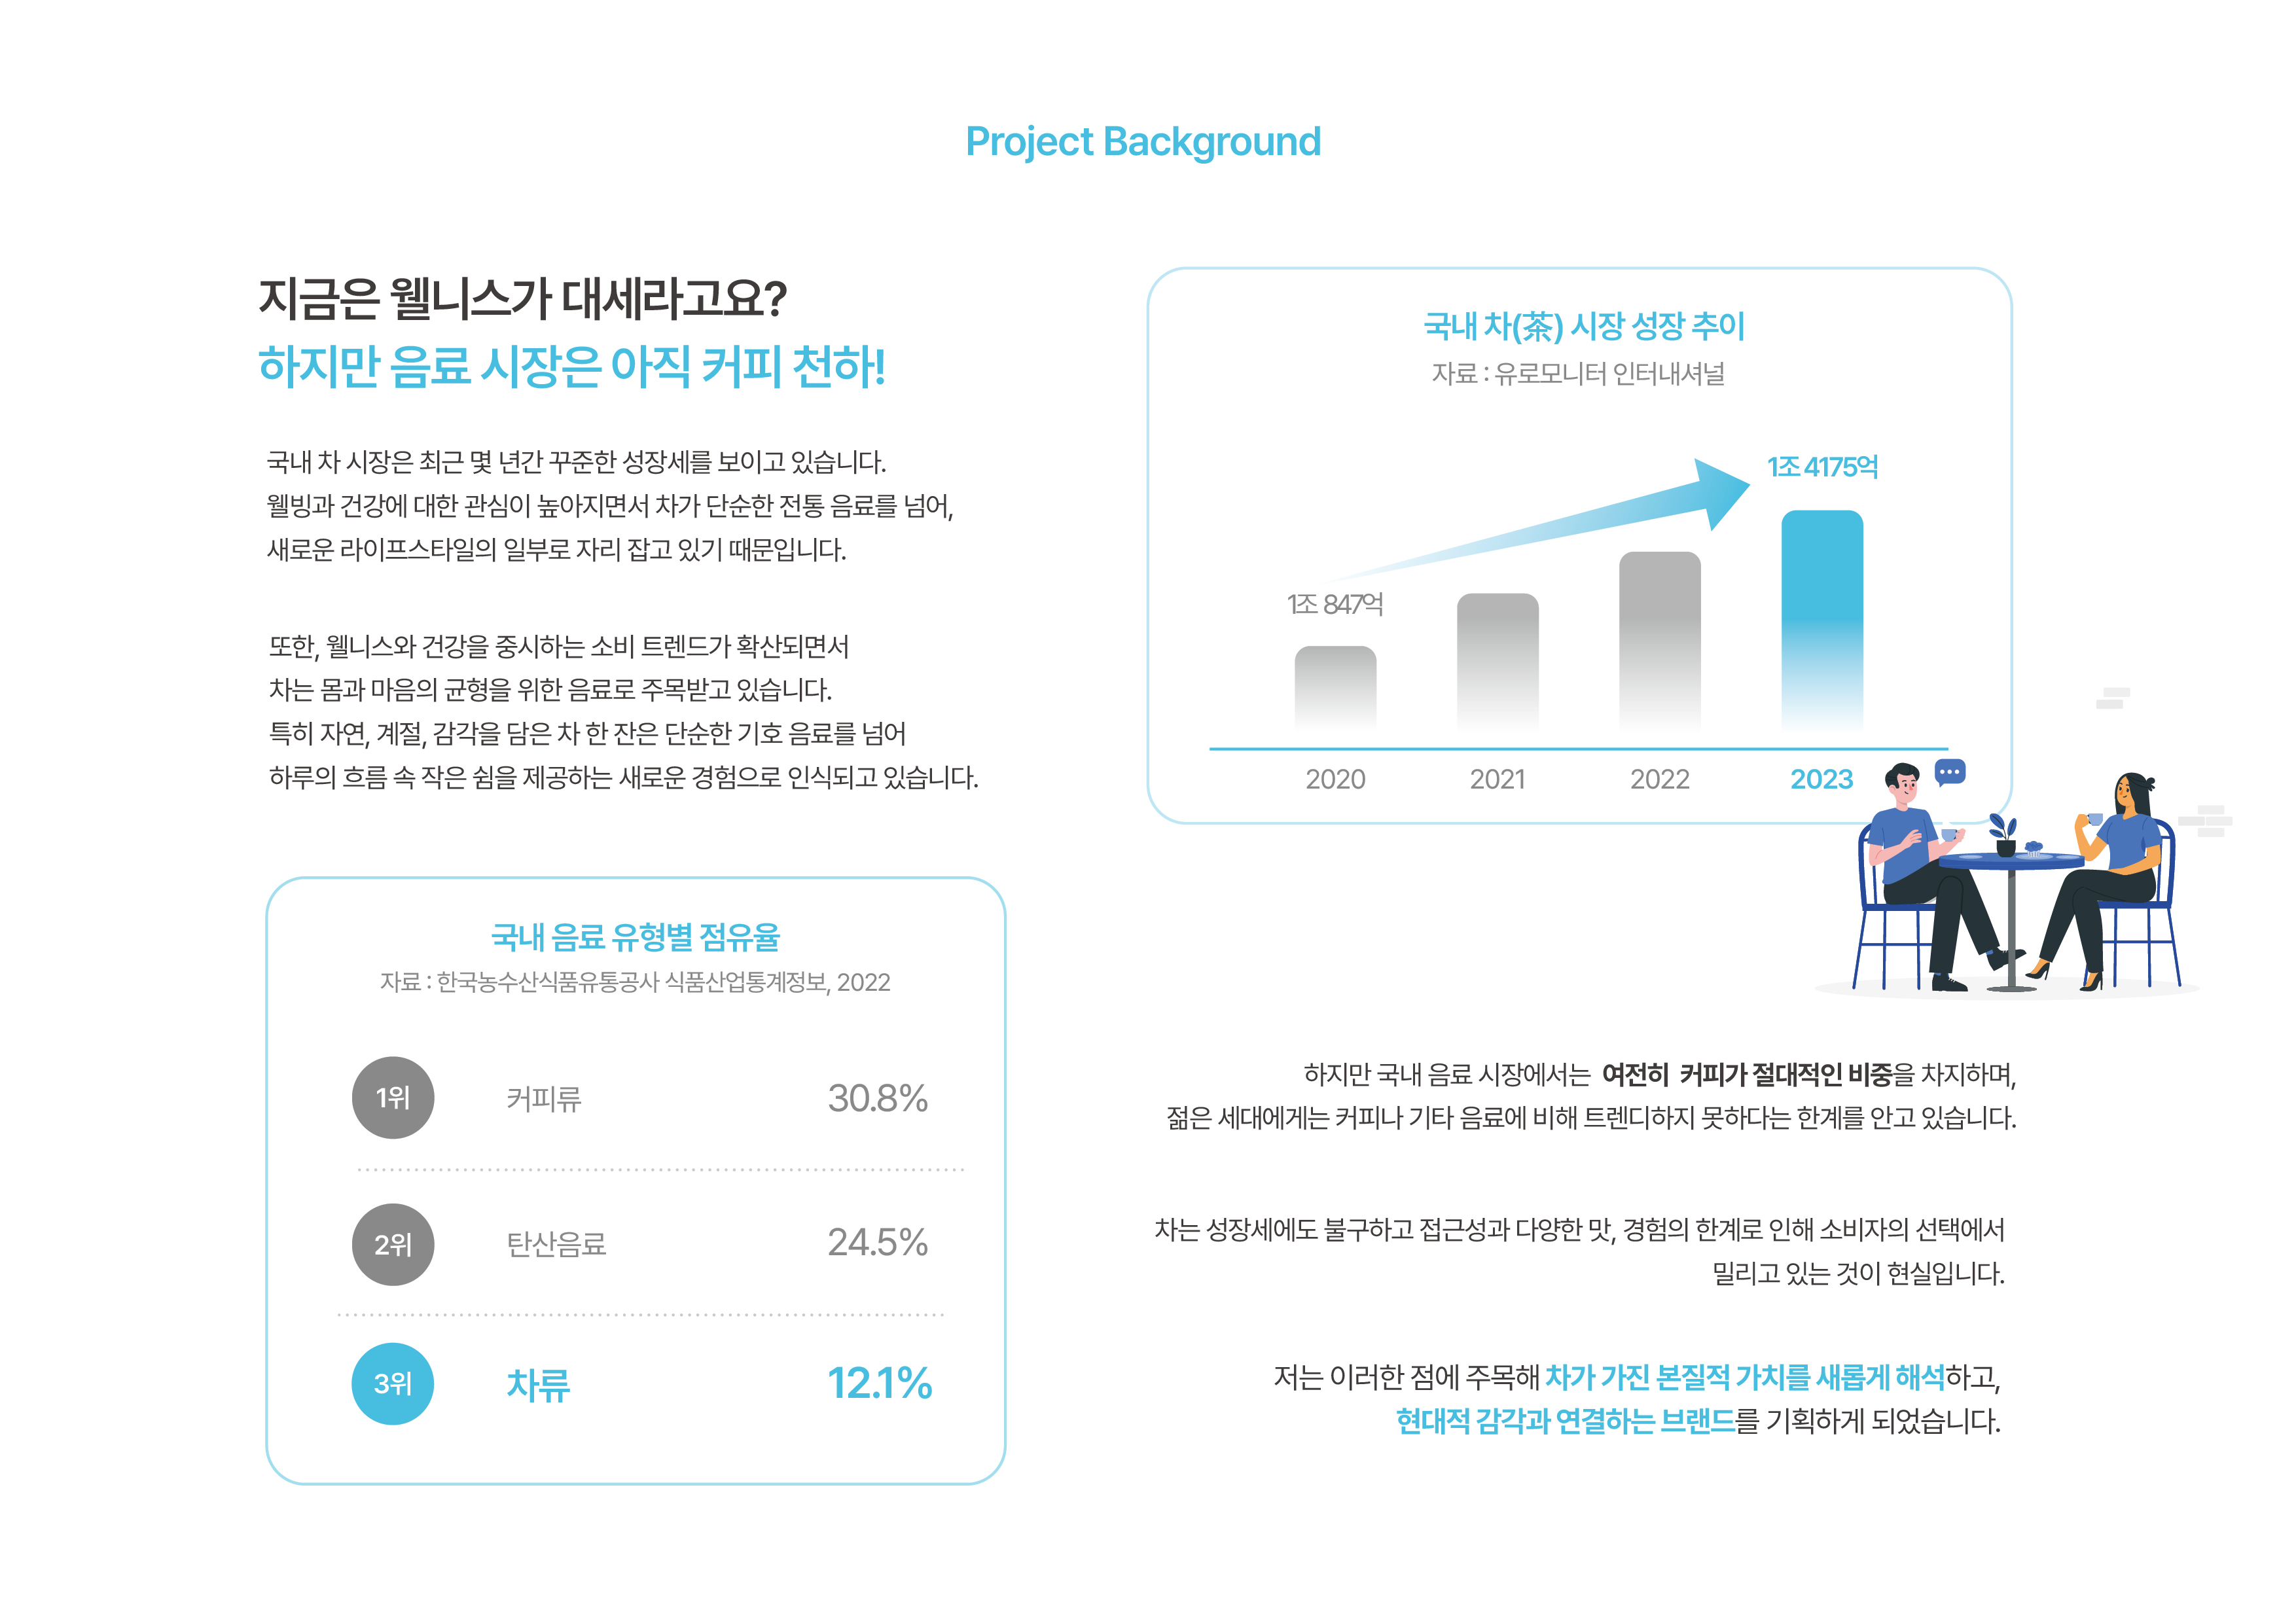 Project Background
지금은 웰니스가 대세라고요?
하지만 음료 시장은 아직 커피 천하!
국내 차 시장은 최근 몇 년간 꾸준한 성장세를 보이고 있습니다.
웰빙과 건강에 대한 관심이 높아지면서 차가 단순한 전통 음료를 넘어,
새로운 라이프스타일의 일부로 자리 잡고 있기 때문입니다.
또한, 웰니스와 건강을 중시하는 소비 트렌드가 확산되면서
차는 몸과 마음의 균형을 위한 음료로 주목받고 있습니다.
특히 자연, 계절, 감각을 담은 차 한 잔은 단순한 기호 음료를 넘어
하루의 흐름 속 작은 쉼을 제공하는 새로운 경험으로 인식되고 있습니다.
국내 음료 유형별 점유율
자료 : 한국농수산식품유통공사 식품산업통계정보, 2022
1위 커피류 30.8%
2위 탄산음료 24.5%
3위 차류 12.1%
국내 차(茶) 시장 성장 추이
자료 : 유로모니터 인터내셔널
1조 4175억
1조 847억
2020 2021 2022 2023
하지만 국내 음료 시장에서는 여전히 커피가 절대적인 비중을 차지하며,
젊은 세대에게는 커피나 기타 음료에 비해 트렌디하지 못하다는 한계를 안고 있습니다.
차는 성장세에도 불구하고 접근성과 다양한 맛, 경험의 한계로 인해 소비자의 선택에서
밀리고 있는 것이 현실입니다.
저는 이러한 점에 주목해 차가 가진 본질적 가치를 새롭게 해석하고,
현대적 감각과 연결하는 브랜드를 기획하게 되었습니다.